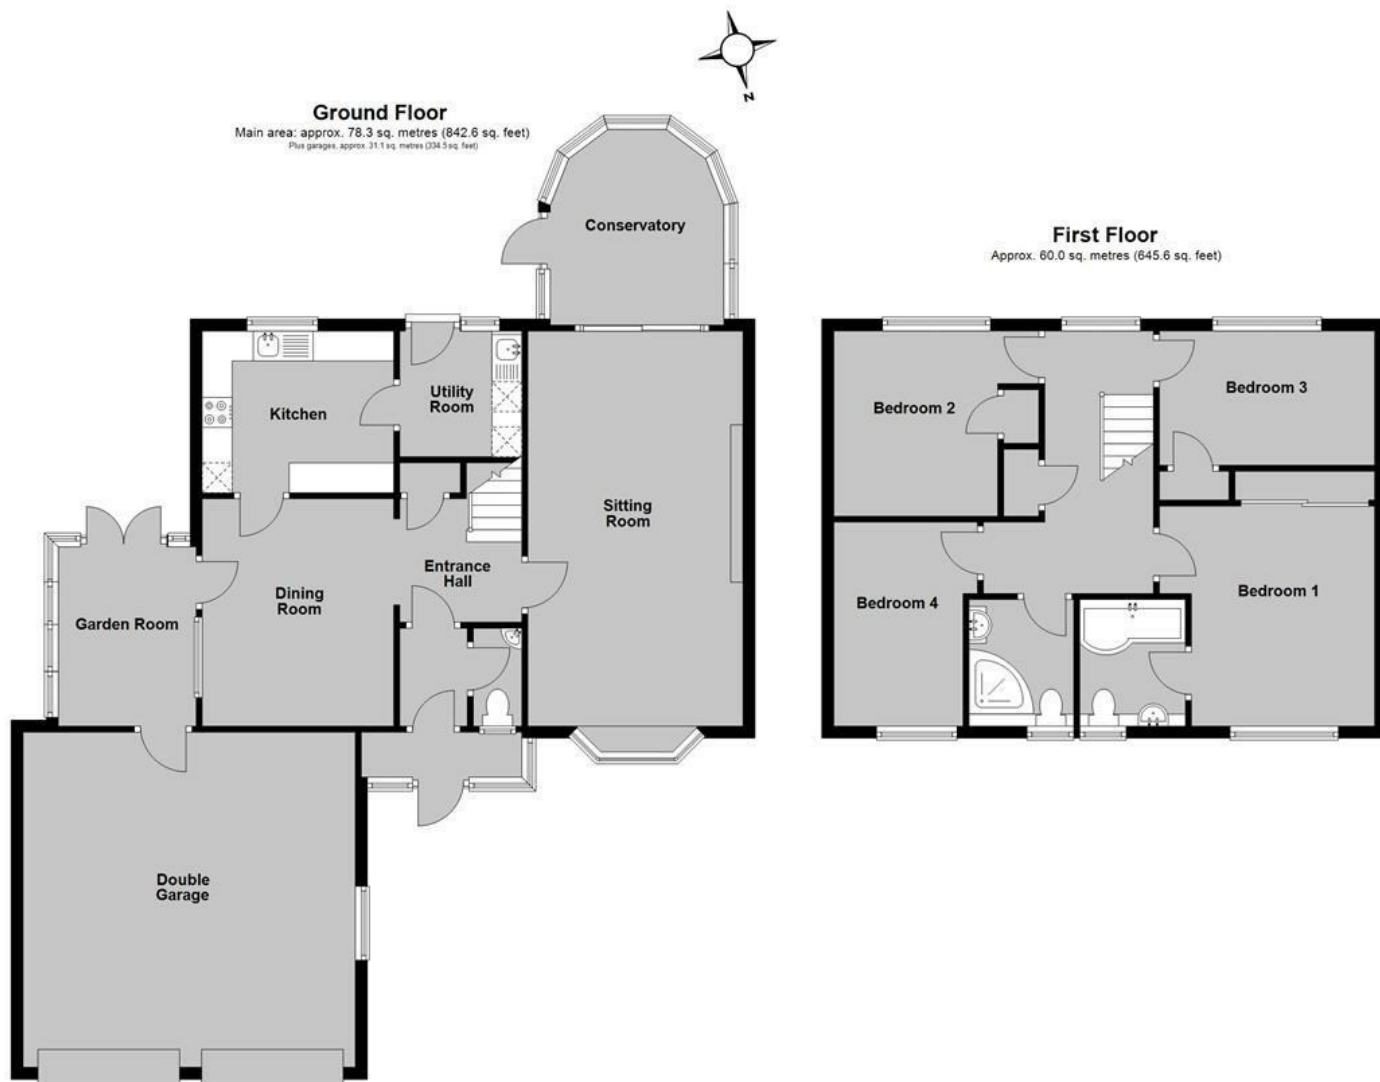 N
Ground Floor
Main area: approx. 78.3 sq. metres (842.6 sq. feet)
Plus garages, approx. 31.1 sq. metres (334.5 sq. feet)
Conservatory
Kitchen
Utility
Room
Sitting
Room
Entrance
Hall
Dining
Room
Garden Room
Double
Garage
First Floor
Approx. 60.0 sq. metres (645.6 sq. feet)
Bedroom 2
Bedroom 3
Bedroom 4
Bedroom 1